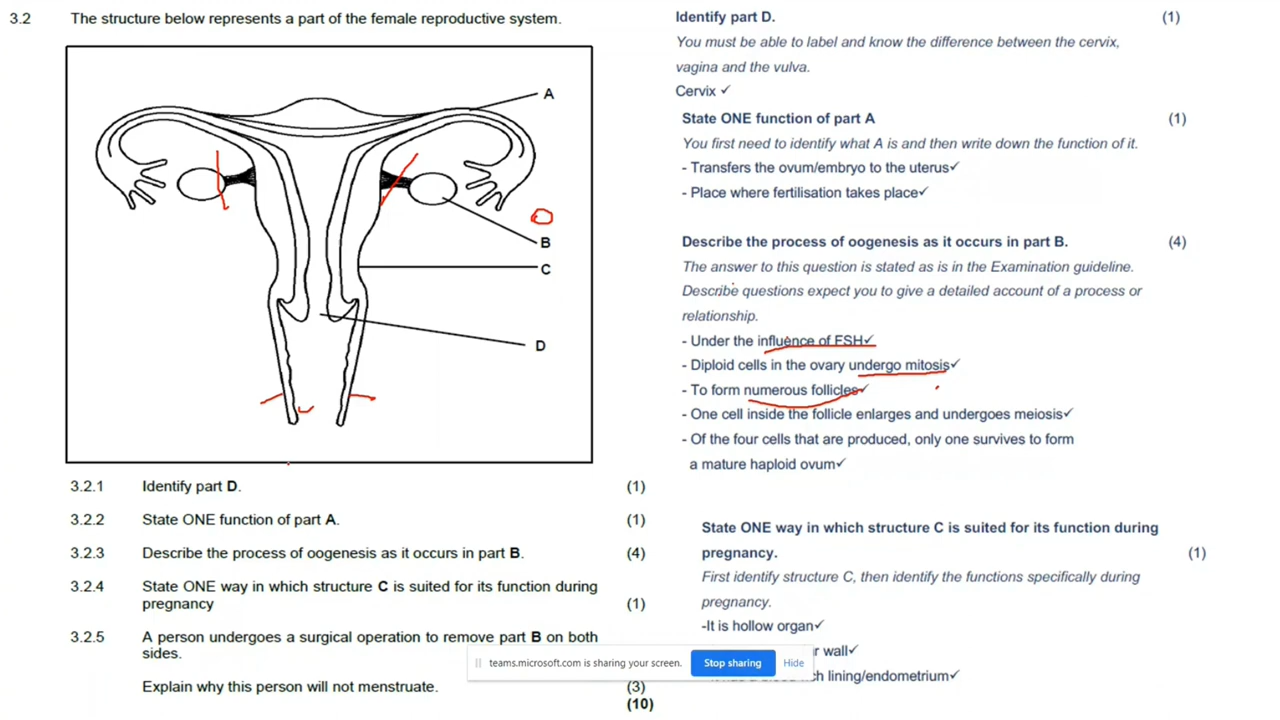 3.2 The structure below represents a part of the female reproductive system.
A
B
C
D
3.2.1 Identify part D. (1)
3.2.2 State ONE function of part A. (1)
3.2.3 Describe the process of oogenesis as it occurs in part B. (4)
3.2.4 State ONE way in which structure C is suited for its function during
pregnancy (1)
3.2.5 A person undergoes a surgical operation to remove part B on both
sides.
Explain why this person will not menstruate. (3)
(10)
Identify part D. (1)
You must be able to label and know the difference between the cervix,
vagina and the vulva.
Cervix ✓
State ONE function of part A (1)
You first need to identify what A is and then write down the function of it.
- Transfers the ovum/embryo to the uterus✓
- Place where fertilisation takes place✓
Describe the process of oogenesis as it occurs in part B. (4)
The answer to this question is stated as is in the Examination guideline.
Describe questions expect you to give a detailed account of a process or
relationship.
- Under the influence of FSH✓
- Diploid cells in the ovary undergo mitosis✓
- To form numerous follicles✓
- One cell inside the follicle enlarges and undergoes meiosis✓
- Of the four cells that are produced, only one survives to form
a mature haploid ovum✓
State ONE way in which structure C is suited for its function during
pregnancy. (1)
First identify structure C, then identify the functions specifically during
pregnancy.
-It is hollow organ✓
wall✓
lining/endometrium✓
teams.microsoft.com is sharing your screen. Stop sharing Hide